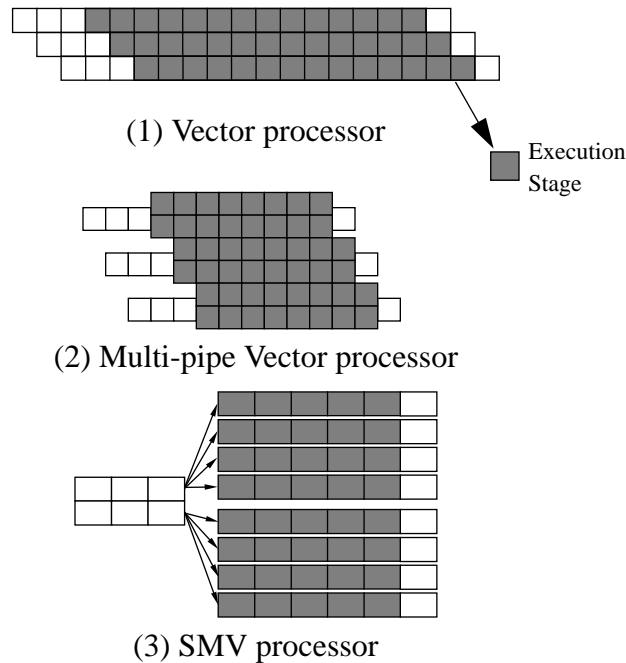 (1) Vector processor
Execution
Stage
(2) Multi-pipe Vector processor
(3) SMV processor